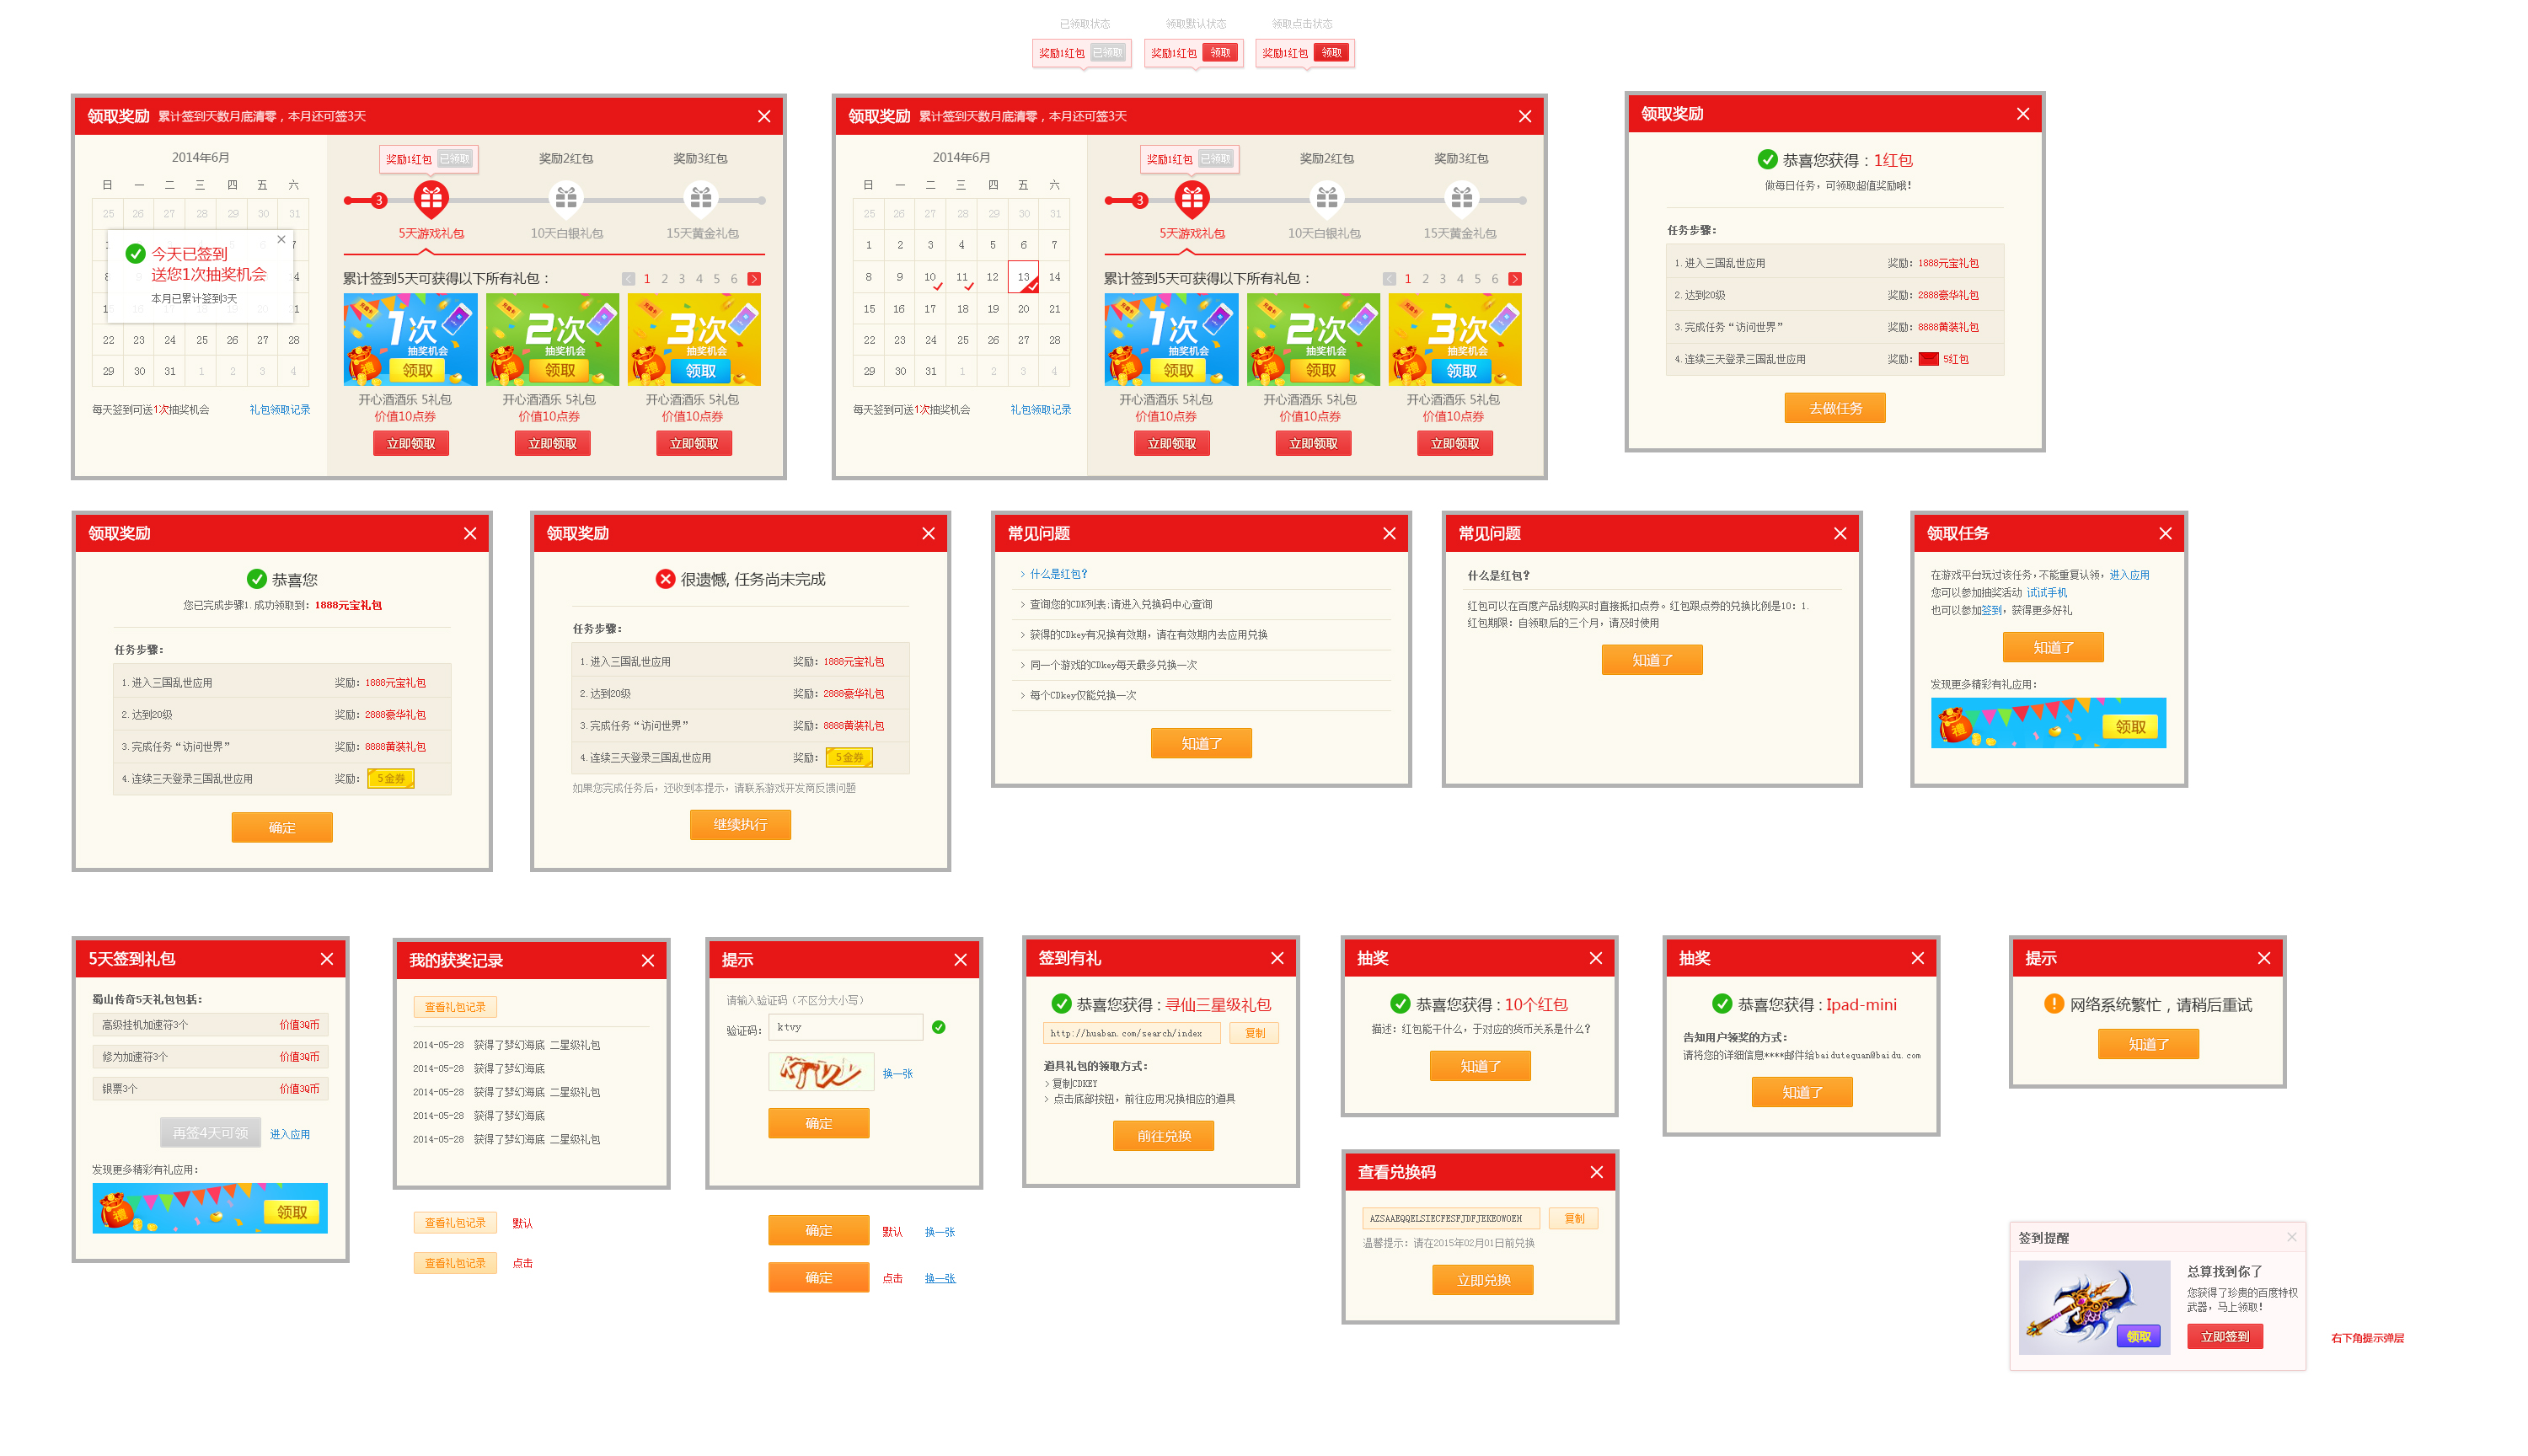 已领取状态
领取默认状态
领取点击状态
奖励1红包 已领取
奖励1红包 领取
奖励1红包 领取
领取奖励 累计签到天数月底清零，本月还可签3天
2014年6月
日 一 二 三 四 五 六
25 26 27 28 29 30 31
今天已签到
送您1次抽奖机会
本月已累计签到3天
22 23 24 25 26 27 28
29 30 31 1 2 3 4
每天签到可送1次抽奖机会 礼包领取记录
奖励1红包 已领取 奖励2红包 奖励3红包
3
5天游戏礼包 10天白银礼包 15天黄金礼包
累计签到5天可获得以下所有礼包： 1 2 3 4 5 6
1次 2次 3次
抽奖机会 抽奖机会 抽奖机会
领取 领取 领取
开心酒酒乐 5礼包 开心酒酒乐 5礼包 开心酒酒乐 5礼包
价值10点券 价值10点券 价值10点券
立即领取 立即领取 立即领取
领取奖励 累计签到天数月底清零，本月还可签3天
2014年6月
日 一 二 三 四 五 六
25 26 27 28 29 30 31
1 2 3 4 5 6 7
8 9 10 11 12 13 14
15 16 17 18 19 20 21
22 23 24 25 26 27 28
29 30 31 1 2 3 4
每天签到可送1次抽奖机会 礼包领取记录
奖励1红包 已领取 奖励2红包 奖励3红包
3
5天游戏礼包 10天白银礼包 15天黄金礼包
累计签到5天可获得以下所有礼包： 1 2 3 4 5 6
1次 2次 3次
抽奖机会 抽奖机会 抽奖机会
领取 领取 领取
开心酒酒乐 5礼包 开心酒酒乐 5礼包 开心酒酒乐 5礼包
价值10点券 价值10点券 价值10点券
立即领取 立即领取 立即领取
领取奖励
恭喜您获得：1红包
做每日任务，可领取超值奖励哦！
任务步骤：
1.进入三国乱世应用 奖励：1888元宝礼包
2.达到20级 奖励：2888豪华礼包
3.完成任务“访问世界” 奖励：8888黄装礼包
4.连续三天登录三国乱世应用 奖励： 5红包
去做任务
领取奖励
恭喜您
您已完成步骤1.成功领取到：1888元宝礼包
任务步骤：
1.进入三国乱世应用 奖励：1888元宝礼包
2.达到20级 奖励：2888豪华礼包
3.完成任务“访问世界” 奖励：8888黄装礼包
4.连续三天登录三国乱世应用 奖励： 5金券
确定
领取奖励
很遗憾, 任务尚未完成
任务步骤：
1.进入三国乱世应用 奖励：1888元宝礼包
2.达到20级 奖励：2888豪华礼包
3.完成任务“访问世界” 奖励：8888黄装礼包
4.连续三天登录三国乱世应用 奖励： 5金券
如果您完成任务后，还收到本提示，请联系游戏开发商反馈问题
继续执行
常见问题
什么是红包？
查询您的CDK列表:请进入兑换码中心查询
获得的CDkey有况换有效期，请在有效期内去应用兑换
同一个游戏的CDkey每天最多兑换一次
每个CDkey仅能兑换一次
知道了
常见问题
什么是红包？
红包可以在百度产品线购买时直接抵扣点券。红包跟点券的兑换比例是10：1.
红包期限：自领取后的三个月，请及时使用
知道了
领取任务
在游戏平台玩过该任务,不能重复认领，进入应用
您可以参加抽奖活动 试试手机
也可以参加签到，获得更多好礼
知道了
发现更多精彩有礼应用：
领取
5天签到礼包
蜀山传奇5天礼包包括：
高级挂机加速符3个 价值3Q币
修为加速符3个 价值3Q币
银票3个 价值3Q币
再签4天可领 进入应用
发现更多精彩有礼应用：
领取
我的获奖记录
查看礼包记录
2014-05-28 获得了梦幻海底 二星级礼包
2014-05-28 获得了梦幻海底
2014-05-28 获得了梦幻海底 二星级礼包
2014-05-28 获得了梦幻海底
2014-05-28 获得了梦幻海底 二星级礼包
查看礼包记录 默认
查看礼包记录 点击
提示
请输入验证码（不区分大小写）
验证码： ktvy
换一张
确定
确定 默认 换一张
确定 点击 换一张
签到有礼
恭喜您获得 : 寻仙三星级礼包
http://huaban.com/search/index 复制
道具礼包的领取方式：
复制CDKEY
点击底部按钮，前往应用况换相应的道具
前往兑换
抽奖
恭喜您获得 : 10个红包
描述：红包能干什么，于对应的货币关系是什么？
知道了
查看兑换码
AZSAAEQQELSIECFESFJDFJEKEOWOEH 复制
温馨提示：请在2015年02月01日前兑换
立即兑换
抽奖
恭喜您获得 : Ipad-mini
告知用户领奖的方式：
请将您的详细信息****邮件给baidutequan@baidu.com
知道了
提示
网络系统繁忙，请稍后重试
知道了
签到提醒
总算找到你了
您获得了珍贵的百度特权
武器，马上领取！
领取
立即签到
右下角提示弹层